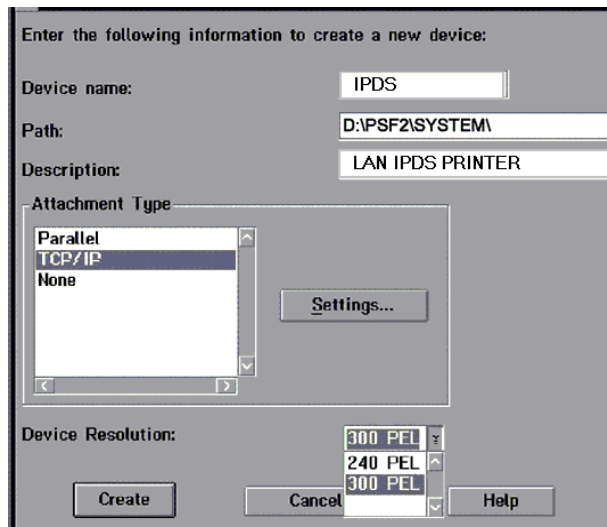 Enter the following information to create a new device:
Device name: IPDS
Path: D:\PSF2\SYSTEM\
Description: LAN IPDS PRINTER
Attachment Type
Parallel
TCP/IP
None
Settings...
Device Resolution: 300 PEL
240 PEL
300 PEL
Create Cancel Help